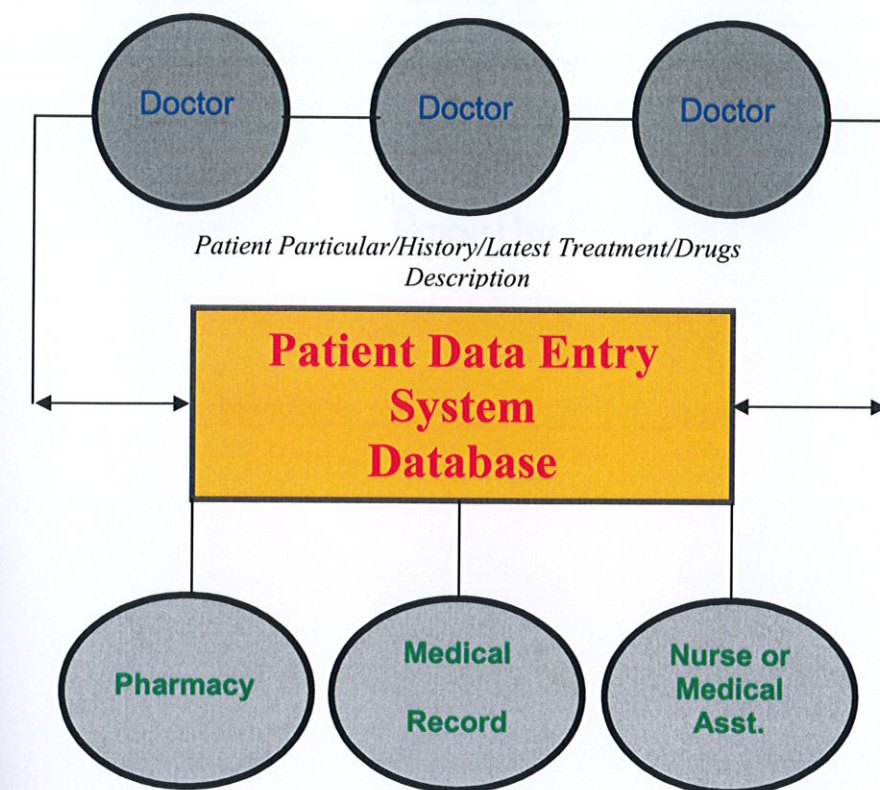 Doctor
Doctor
Doctor
Patient Particular/History/Latest Treatment/Drugs
Description
Patient Data Entry
System
Database
Pharmacy
Medical
Record
Nurse or
Medical
Asst.